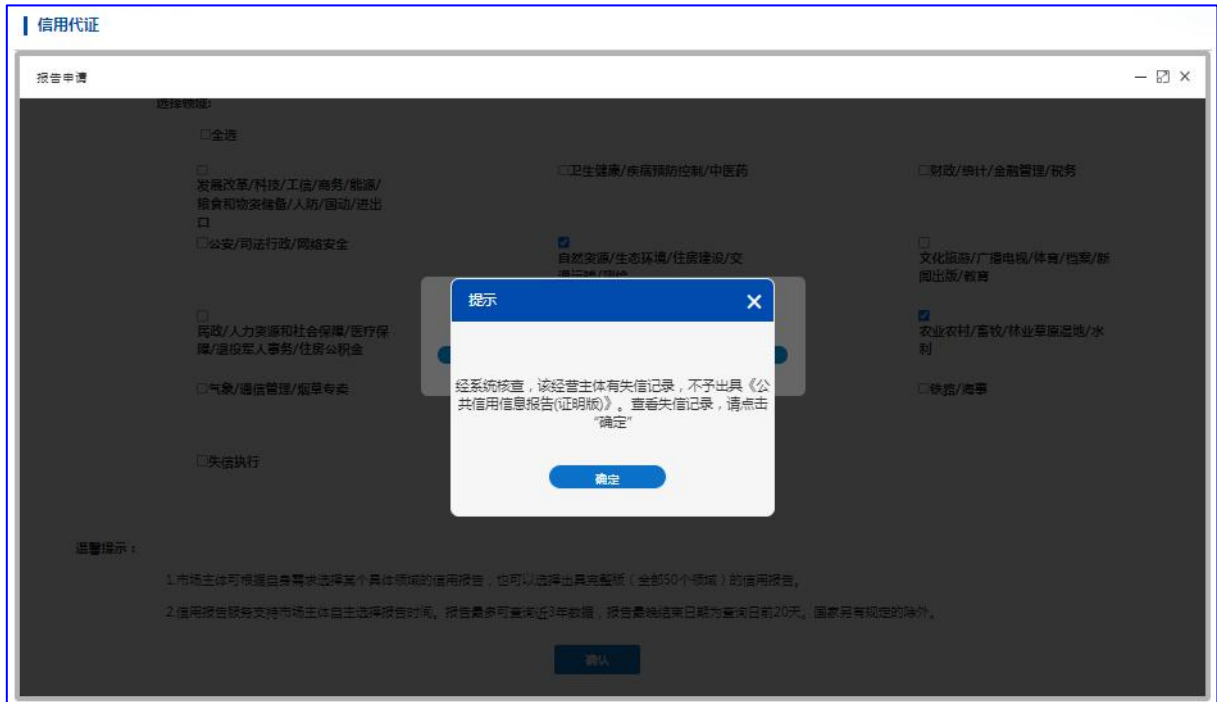 信用代证
报告申请
选择领域:
全选
发展改革/科技/工信/商务/能源/
粮食和物资储备/人防/国动/进出
口
卫生健康/疾病预防控制/中医药
财政/统计/金融管理/税务
公安/司法行政/网络安全
自然资源/生态环境/住房建设/交
通运输/测绘
文化旅游/广播电视/体育/档案/新
闻出版/教育
民政/人力资源和社会保障/医疗保
障/退役军人事务/住房公积金
农业农村/畜牧/林业草原湿地/水
利
气象/通信管理/烟草专卖
铁路/海事
失信执行
提示
经系统核查，该经营主体有失信记录，不予出具《公
共信用信息报告(证明版)》。查看失信记录，请点击
“确定”
确定
温馨提示：
1.市场主体可根据自身需求选择某个具体领域的信用报告，也可以选择出具完整版（全部50个领域）的信用报告。
2.信用报告服务支持市场主体自主选择报告时间。报告最多可查询近3年数据，报告最晚结束日期为查询日前20天。国家另有规定的除外。
确认